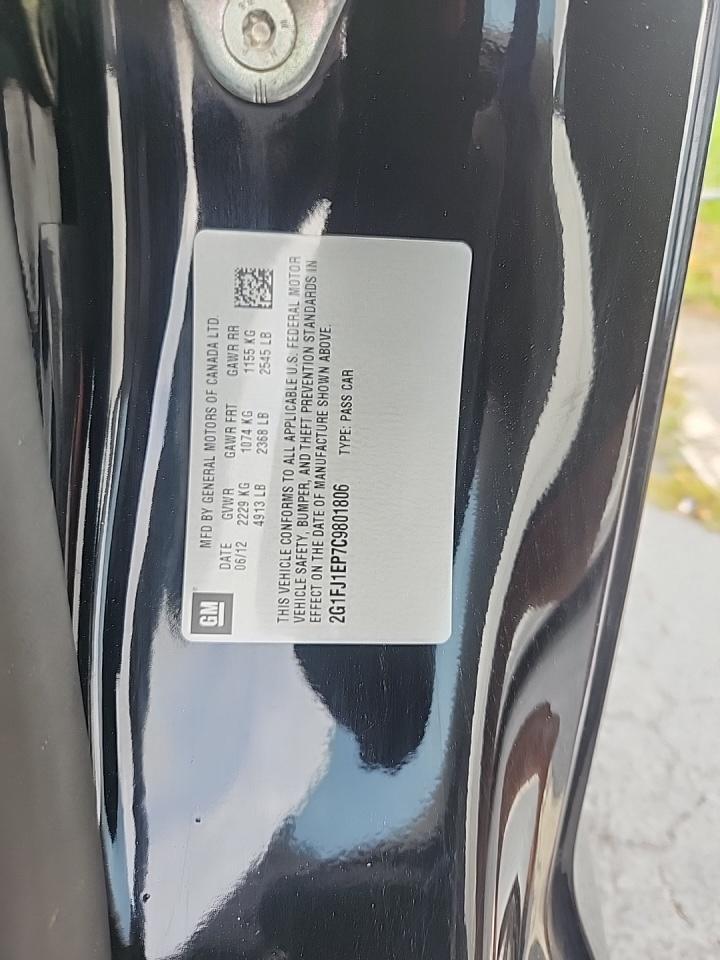 GM
MFD BY GENERAL MOTORS OF CANADA LTD.
DATE GVWR GAWR FRT GAWR RR
06/12 2229 KG 1074 KG 1155 KG
4913 LB 2368 LB 2545 LB
THIS VEHICLE CONFORMS TO ALL APPLICABLE U.S. FEDERAL MOTOR
VEHICLE SAFETY, BUMPER, AND THEFT PREVENTION STANDARDS IN
EFFECT ON THE DATE OF MANUFACTURE SHOWN ABOVE.
2G1FJ1EP7C9801806 TYPE: PASS CAR